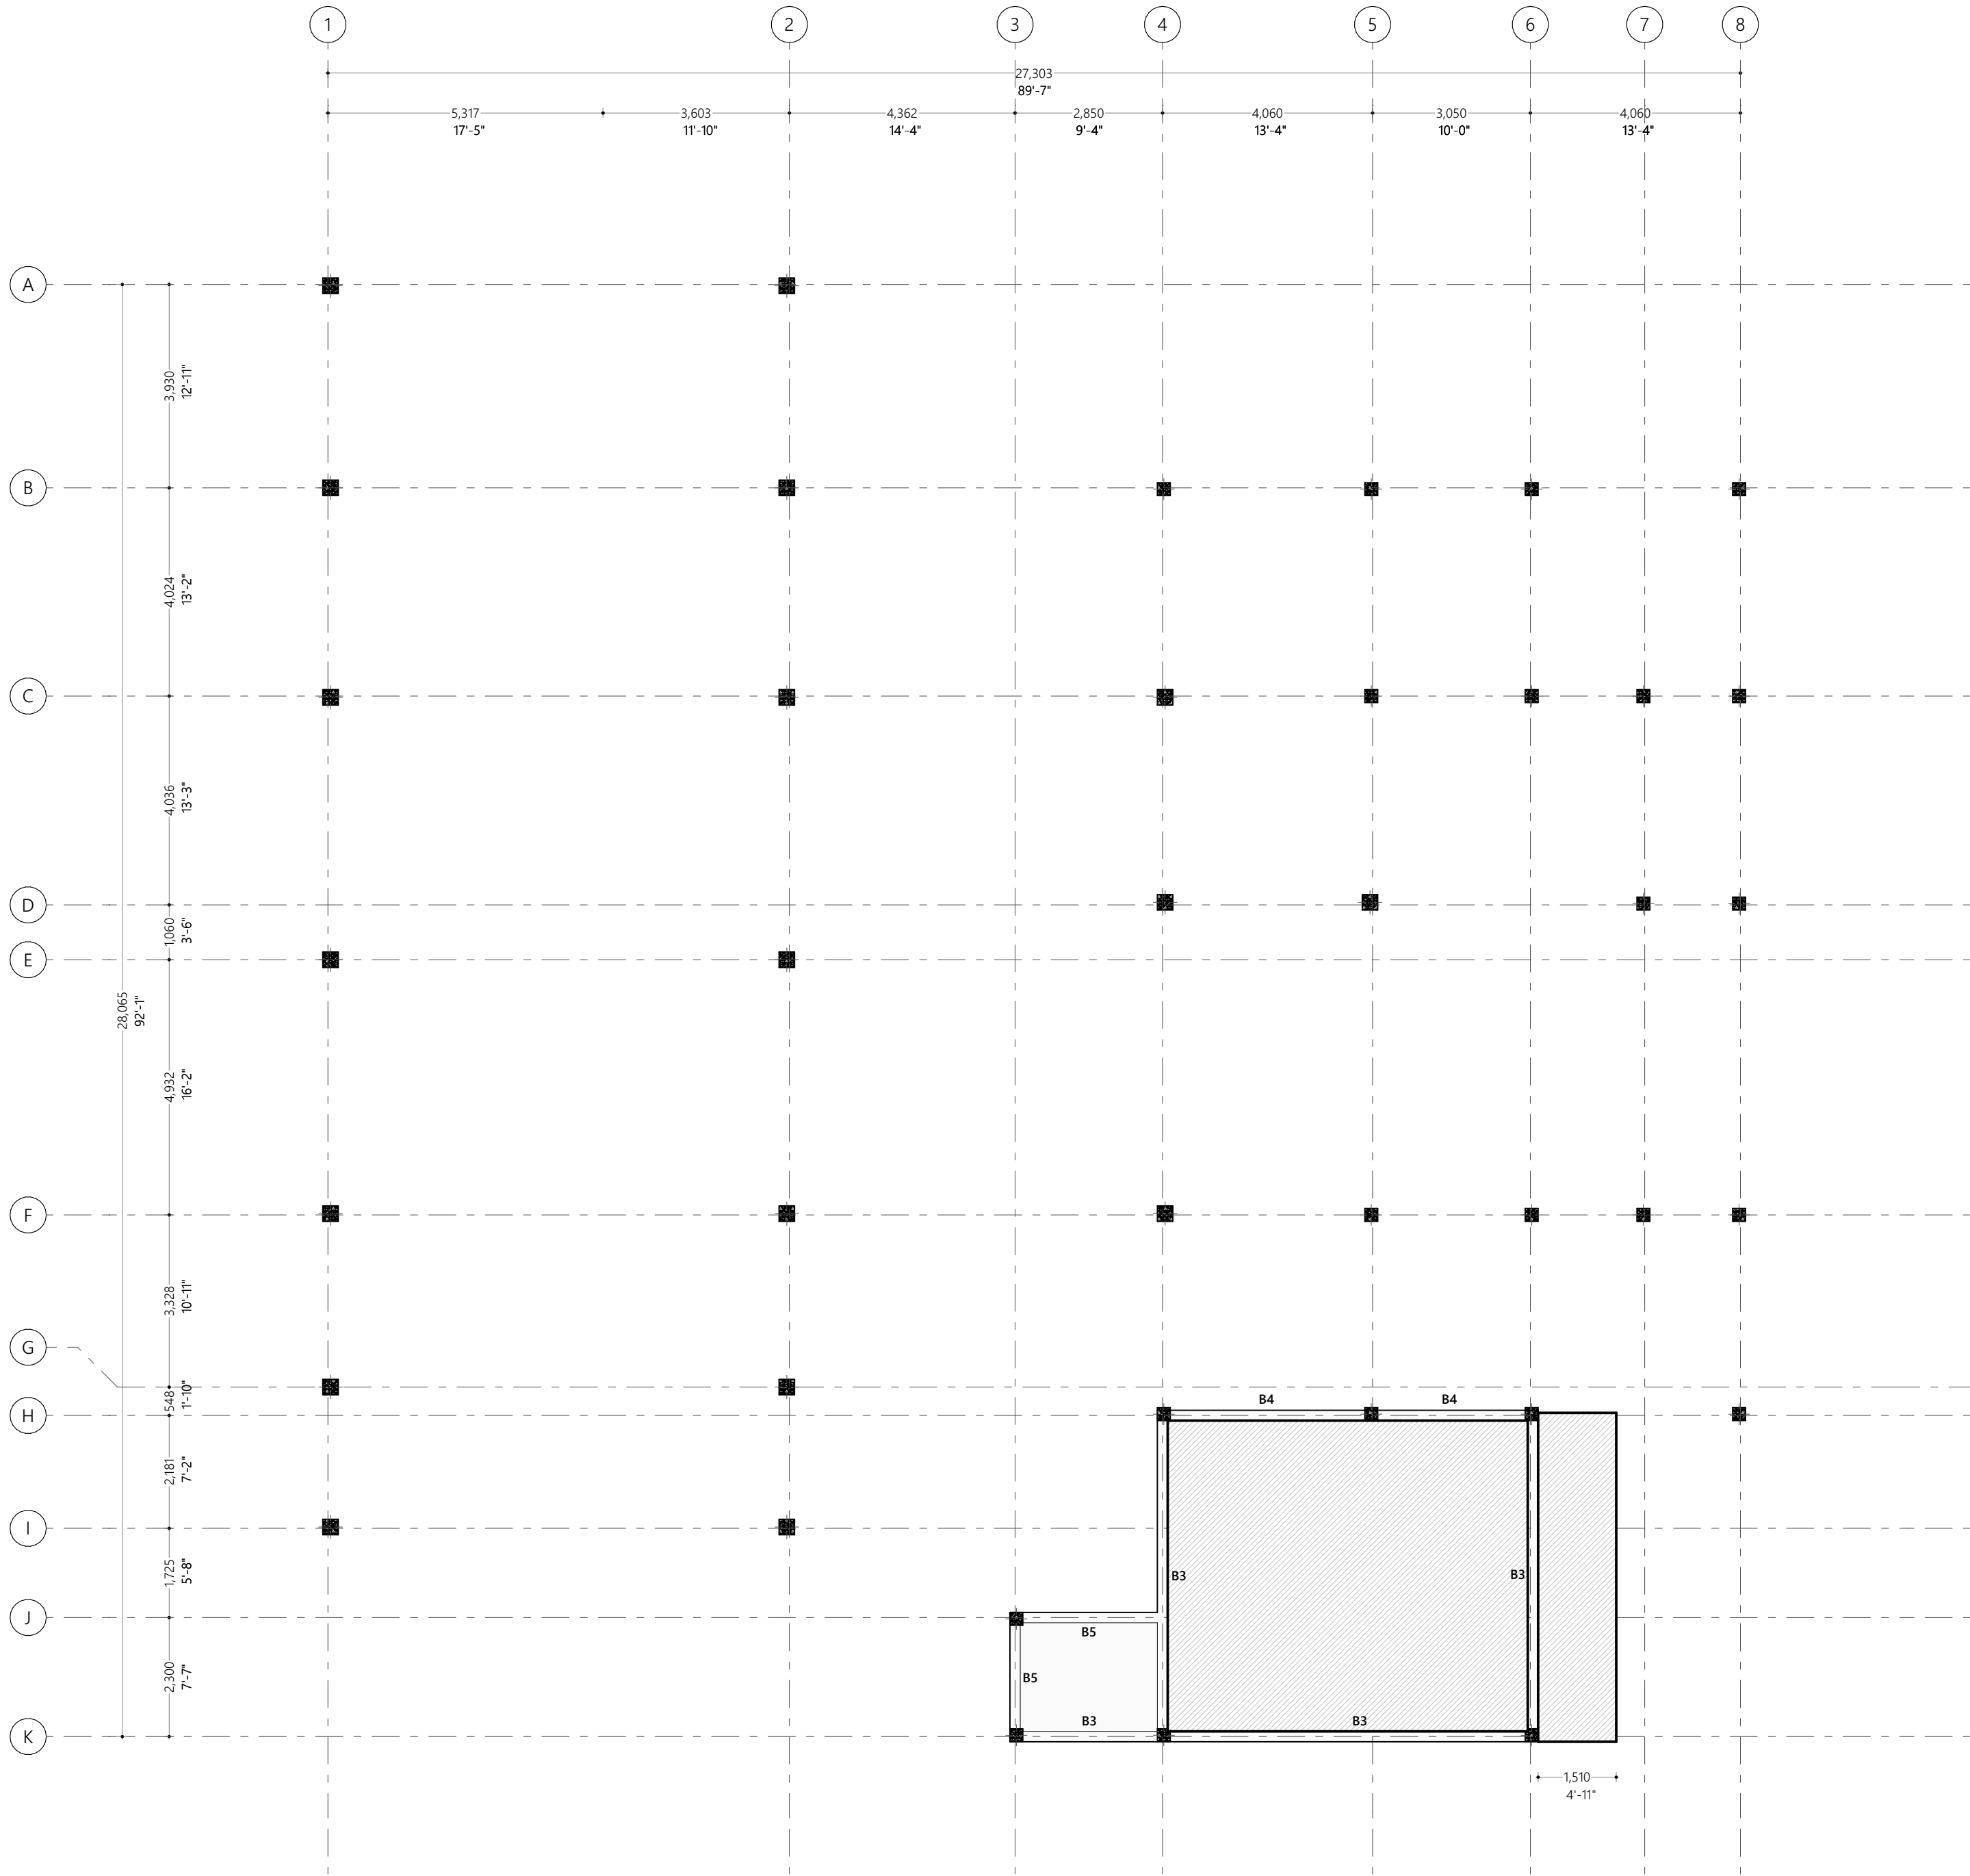 1 2 3 4 5 6 7 8
27,303
89'-7"
5,317 3,603 4,362 2,850 4,060 3,050 4,060
17'-5" 11'-10" 14'-4" 9'-4" 13'-4" 10'-0" 13'-4"
A
3,930
12'-11"
B
4,024
13'-2"
C
4,036
13'-3"
D
1,060
3'-6"
E
28,065
92'-1"
4,932
16'-2"
F
3,328
10'-11"
G
548
1'-10"
B4 B4
H
2,181
7'-2"
I
1,725
5'-8"
B3 B3
J
B5
2,300
7'-7"
B5
B3 B3
K
1,510
4'-11"